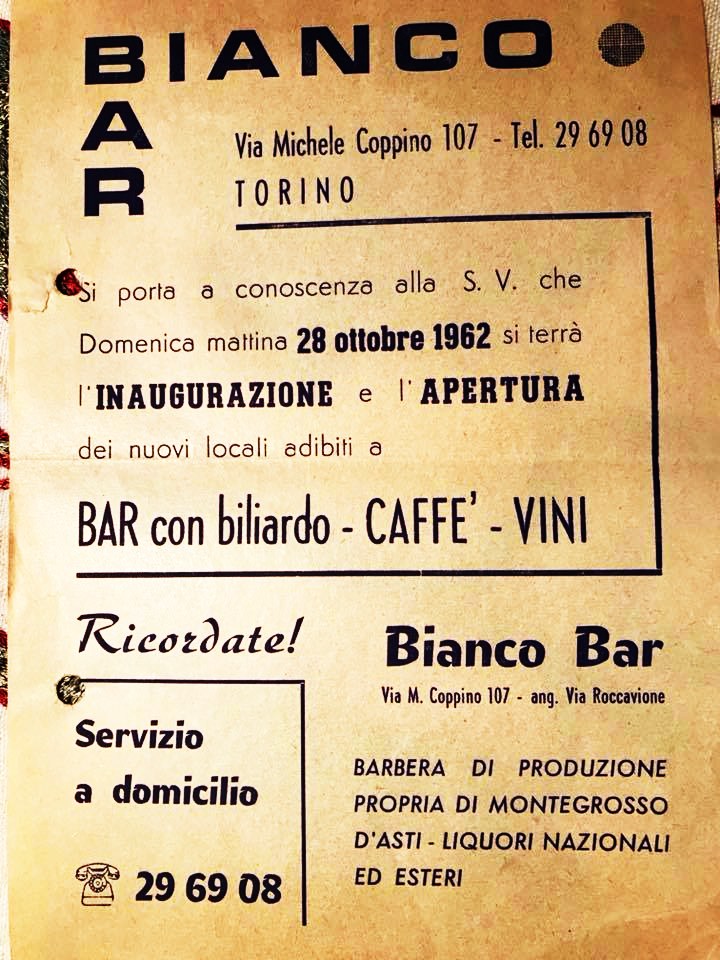 BIANCO
BAR
Via Michele Coppino 107 - Tel. 29 69 08
TORINO
Si porta a conoscenza alla S. V. che
Domenica mattina 28 ottobre 1962 si terrà
l'INAUGURAZIONE e l'APERTURA
dei nuovi locali adibiti a
BAR con biliardo - CAFFE' - VINI
Ricordate!
Servizio
a domicilio
29 69 08
Bianco Bar
Via M. Coppino 107 - ang. Via Roccavione
BARBERA DI PRODUZIONE
PROPRIA DI MONTEGROSSO
D'ASTI - LIQUORI NAZIONALI
ED ESTERI